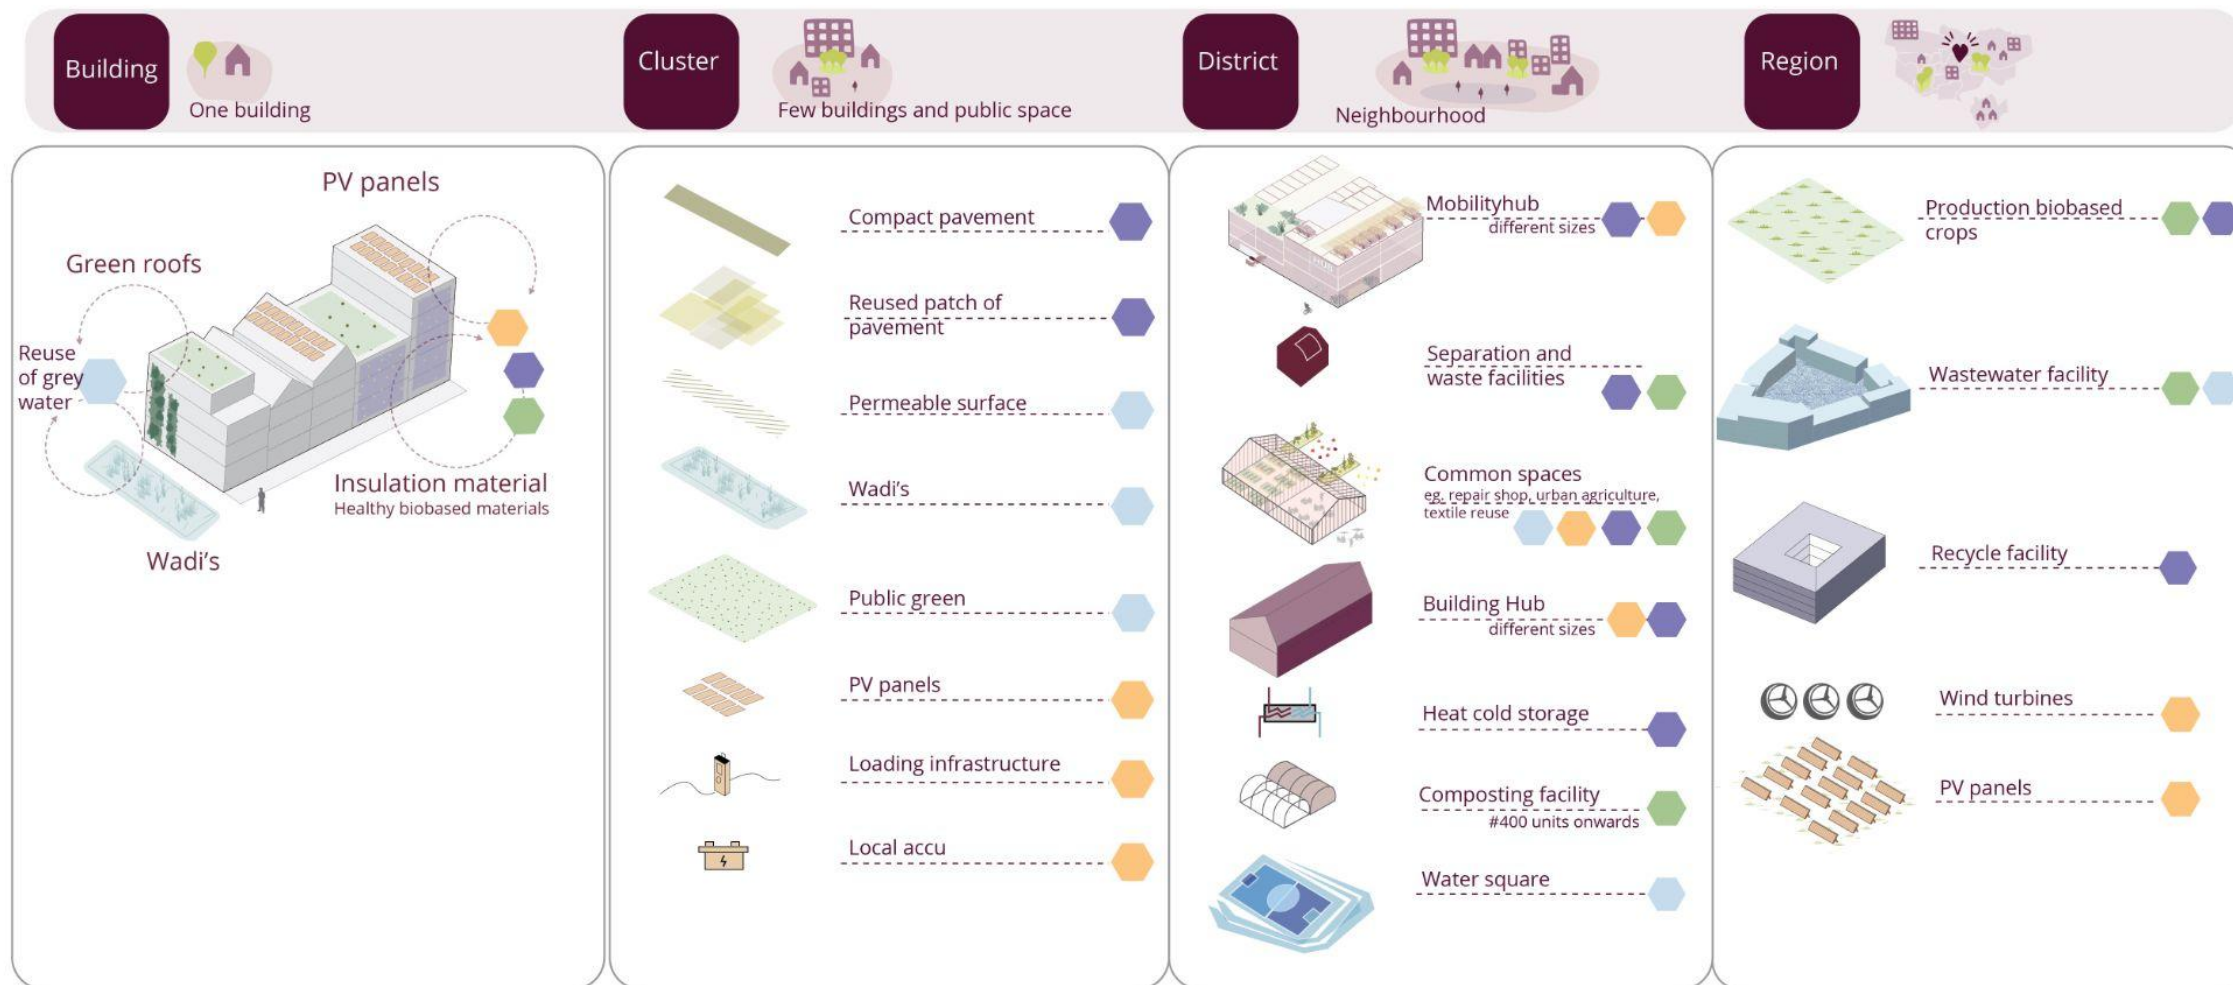 Building
One building
Cluster
Few buildings and public space
District
Neighbourhood
Region
PV panels
Green roofs
Reuse
of grey
water
Insulation material
Healthy biobased materials
Wadi's
Compact pavement
Reused patch of
pavement
Permeable surface
Wadi's
Public green
PV panels
Loading infrastructure
Local accu
Mobilityhub
different sizes
Separation and
waste facilities
Common spaces
eg. repair shop, urban agriculture,
textile reuse
Building Hub
different sizes
Heat cold storage
Composting facility
#400 units onwards
Water square
Production biobased
crops
Wastewater facility
Recycle facility
Wind turbines
PV panels